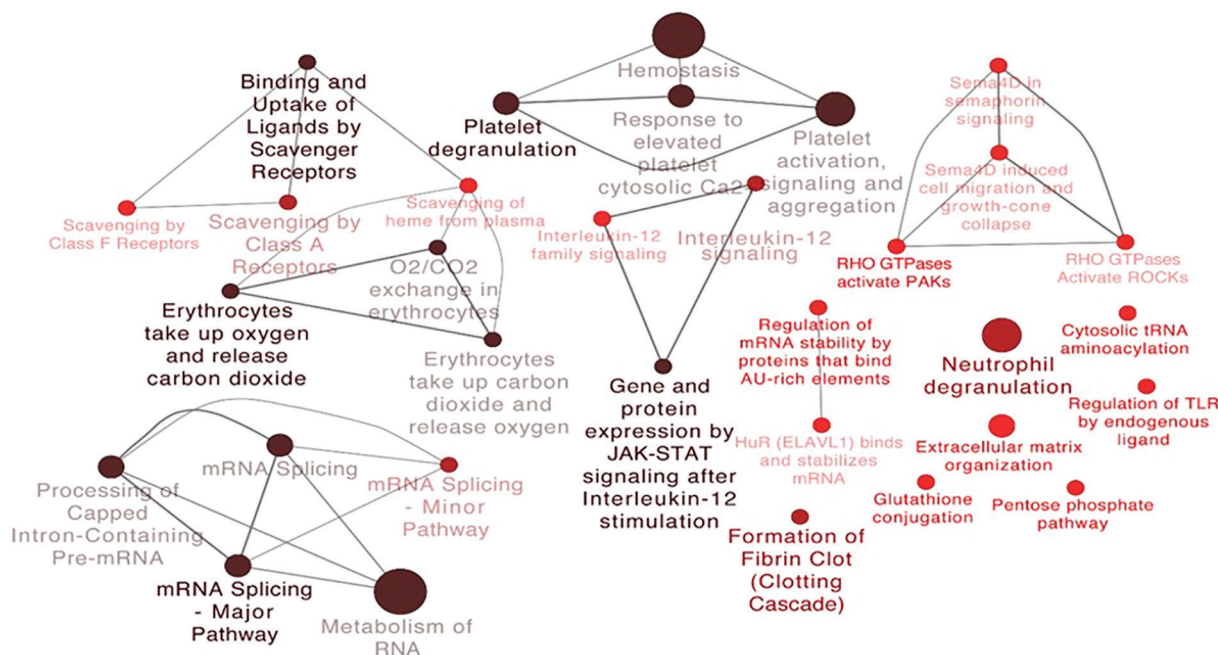 Binding and
Uptake of
Ligands by
Scavenger
Receptors
Scavenging by
Class F Receptors
Scavenging by
Class A
Receptors
Scavenging of
heme from plasma
O2/CO2
exchange in
erythrocytes
Erythrocytes
take up oxygen
and release
carbon dioxide
Erythrocytes
take up carbon
dioxide and
release oxygen
Hemostasis
Platelet
degranulation
Response to
elevated
platelet
cytosolic Ca2+
Platelet
activation,
signaling and
aggregation
Interleukin-12
family signaling
Interleukin-12
signaling
Gene and
protein
expression by
JAK-STAT
signaling after
Interleukin-12
stimulation
Sema4D in
semaphorin
signaling
Sema4D induced
cell migration and
growth-cone
collapse
RHO GTPases
activate PAKs
RHO GTPases
Activate ROCKs
Regulation of
mRNA stability by
proteins that bind
AU-rich elements
HuR (ELAVL1) binds
and stabilizes
mRNA
Cytosolic tRNA
aminoacylation
Neutrophil
degranulation
Regulation of TLR
by endogenous
ligand
Extracellular matrix
organization
Glutathione
conjugation
Pentose phosphate
pathway
Formation of
Fibrin Clot
(Clotting
Cascade)
mRNA Splicing
Processing of
Capped
Intron-Containing
Pre-mRNA
mRNA Splicing
- Minor
Pathway
mRNA Splicing
- Major
Pathway
Metabolism of
RNA